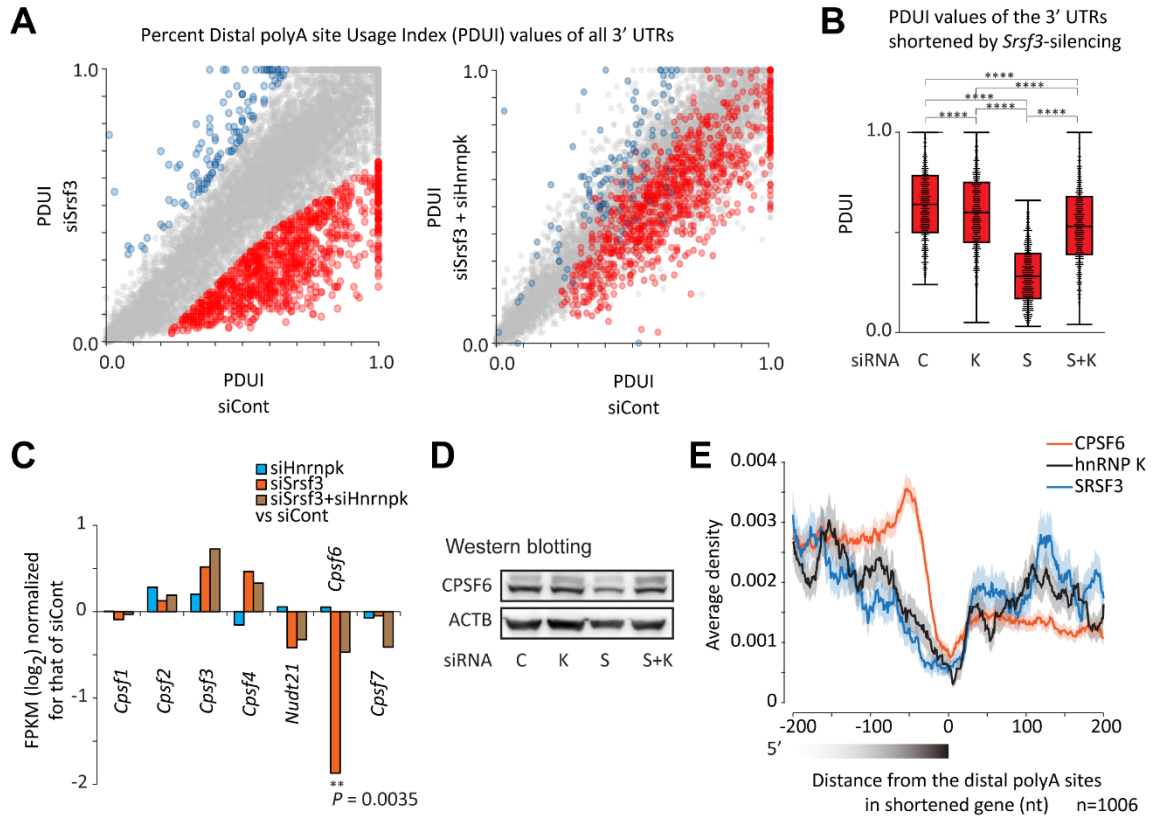 A
Percent Distal polyA site Usage Index (PDUI) values of all 3’ UTRs
1.0
PDUI
siSrsf3
0.0
0.0
1.0
PDUI
siCont
1.0
PDUI
siSrsf3 + siHnrnpk
0.0
0.0
1.0
PDUI
siCont
B
PDUI values of the 3’ UTRs
shortened by Srsf3-silencing
****
****
****
****
****
****
1.0
PDUI
0.0
siRNA C K S S+K
C
siHnrnpk
siSrsf3
siSrsf3+siHnrnpk
vs siCont
FPKM (log2) normalized
for that of siCont
1
0
-1
-2
Cpsf1
Cpsf2
Cpsf3
Cpsf4
Nudt21
Cpsf6
Cpsf7
**
P = 0.0035
D
Western blotting
CPSF6
ACTB
siRNA C K S S+K
E
CPSF6
hnRNP K
SRSF3
Average density
0.004
0.003
0.002
0.001
0
-200 -100 0 100 200
5’
Distance from the distal polyA sites
in shortened gene (nt) n=1006